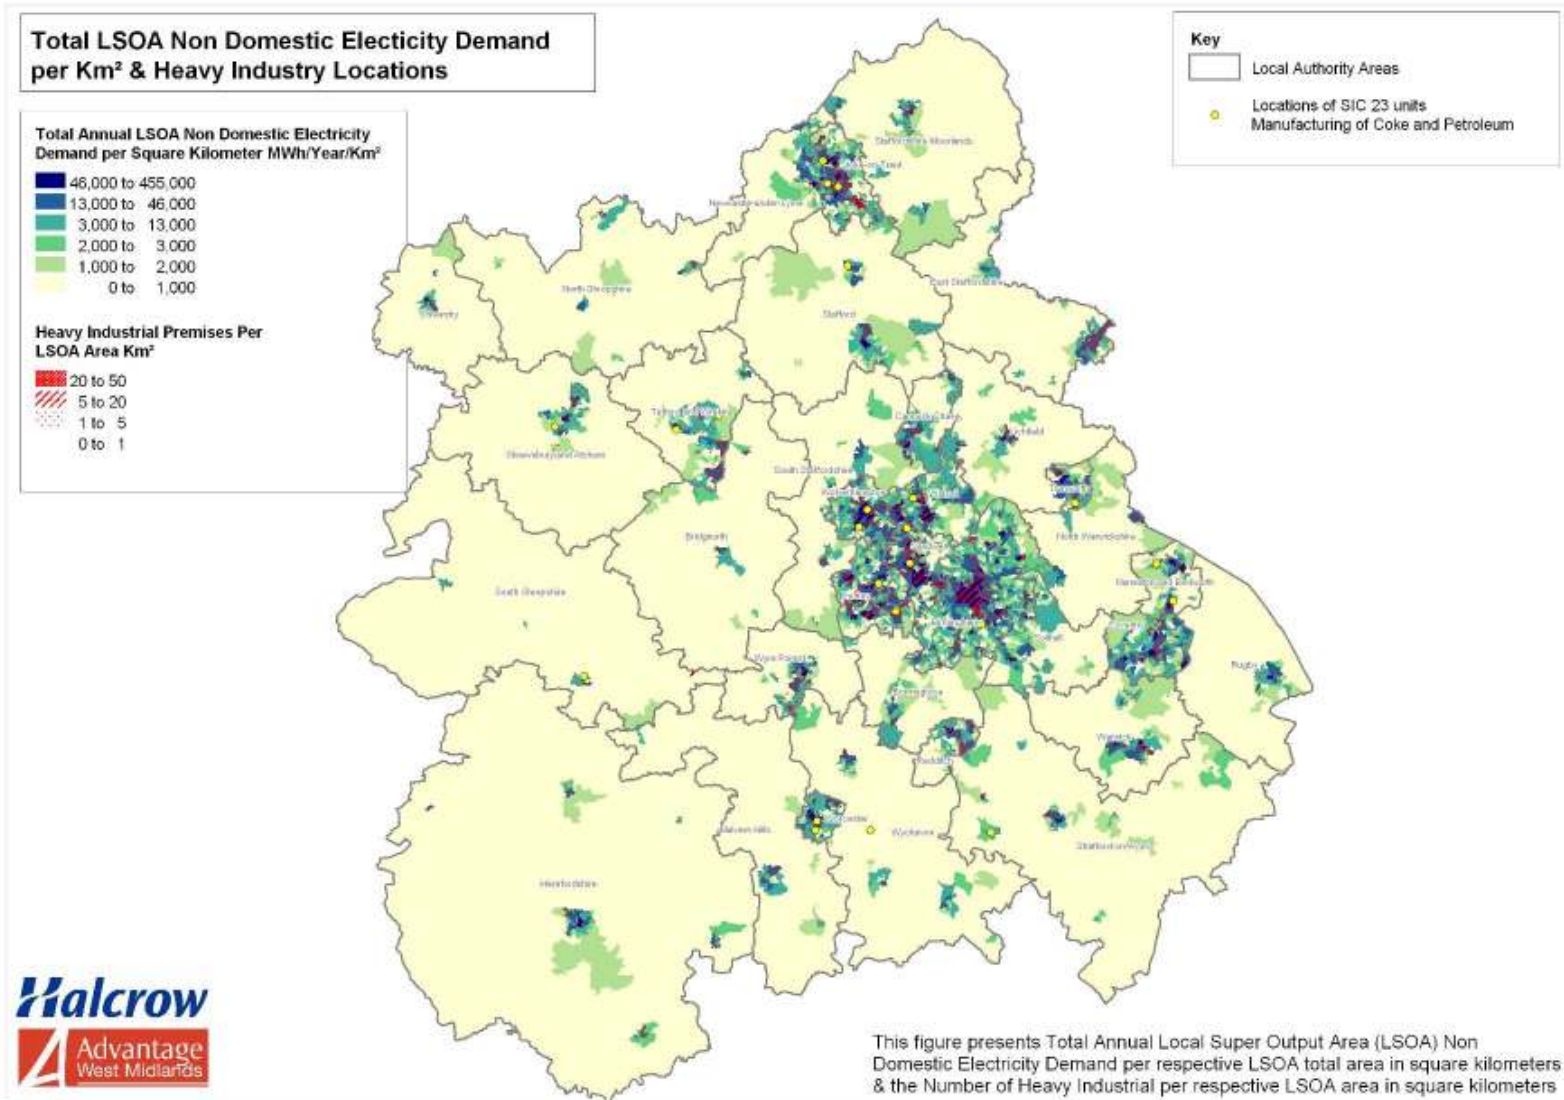 Total LSOA Non Domestic Electicity Demand
per Km² & Heavy Industry Locations
Total Annual LSOA Non Domestic Electricity
Demand per Square Kilometer MWh/Year/Km²
46,000 to 455,000
13,000 to 46,000
3,000 to 13,000
2,000 to 3,000
1,000 to 2,000
0 to 1,000
Heavy Industrial Premises Per
LSOA Area Km²
20 to 50
5 to 20
1 to 5
0 to 1
Key
Local Authority Areas
Locations of SIC 23 units
Manufacturing of Coke and Petroleum
Staffordshire Moorlands
Newcastle-under-Lyme
East Staffordshire
North Shropshire
Oswestry
Stafford
Cannock Chase
Lichfield
Shrewsbury and Atcham
South Staffordshire
Bridgnorth
North Warwickshire
South Shropshire
Rugby
Wyre Forest
Bromsgrove
Warwick
Redditch
Malvern Hills
Worcester
Wychavon
Stratford-on-Avon
Herefordshire
Halcrow
Advantage
West Midlands
This figure presents Total Annual Local Super Output Area (LSOA) Non
Domestic Electricity Demand per respective LSOA total area in square kilometers
& the Number of Heavy Industrial per respective LSOA area in square kilometers